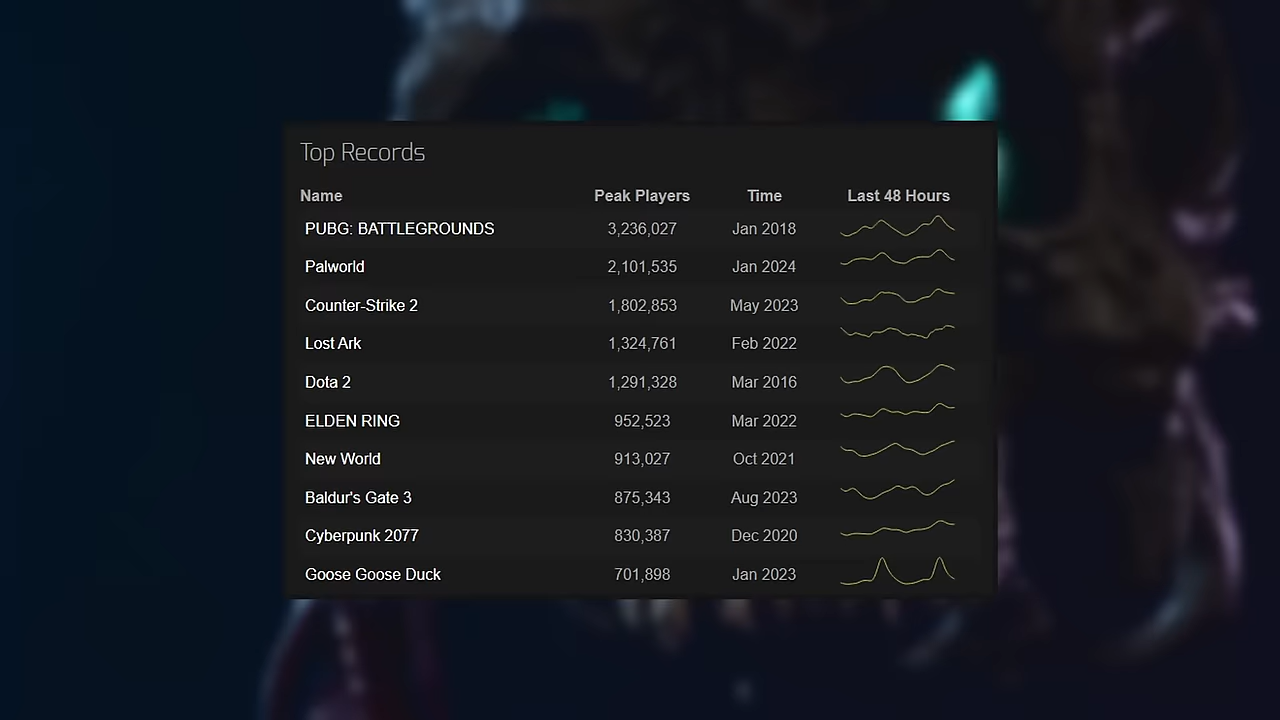 Top Records
Name Peak Players Time Last 48 Hours
PUBG: BATTLEGROUNDS 3,236,027 Jan 2018
Palworld 2,101,535 Jan 2024
Counter-Strike 2 1,802,853 May 2023
Lost Ark 1,324,761 Feb 2022
Dota 2 1,291,328 Mar 2016
ELDEN RING 952,523 Mar 2022
New World 913,027 Oct 2021
Baldur's Gate 3 875,343 Aug 2023
Cyberpunk 2077 830,387 Dec 2020
Goose Goose Duck 701,898 Jan 2023